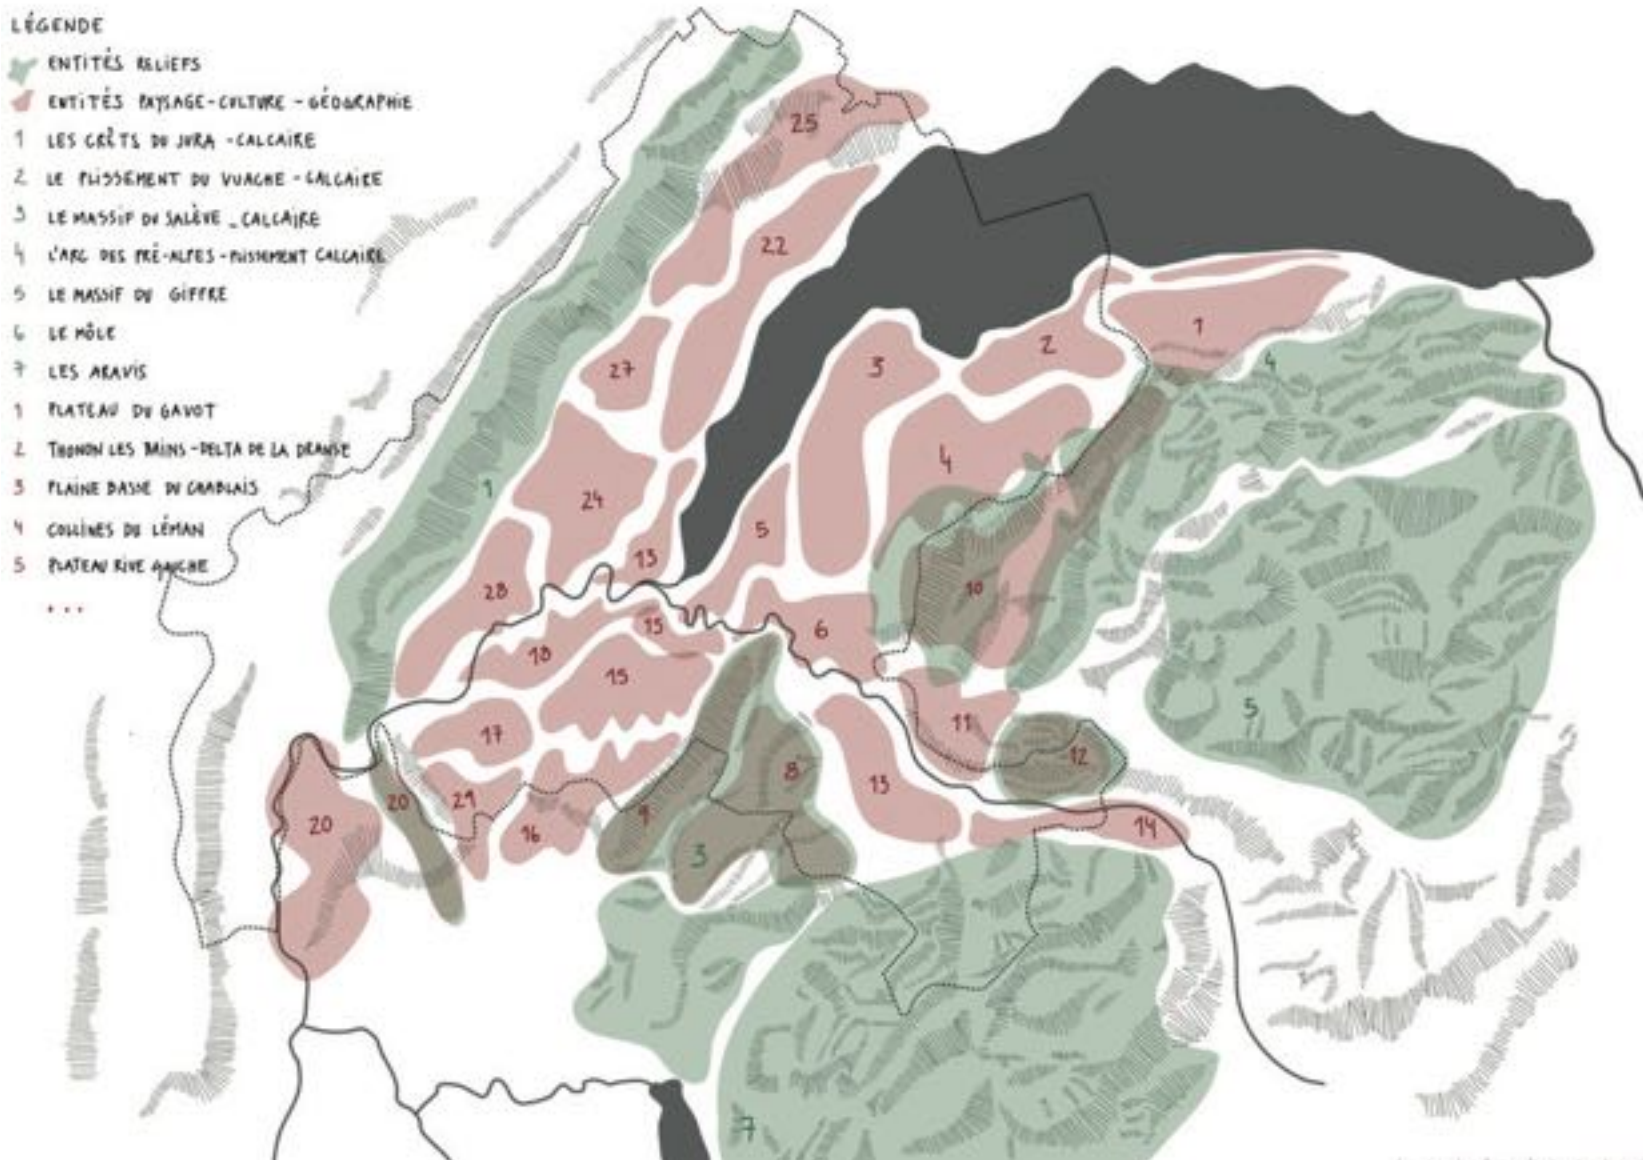 LÉGENDE
ENTITÉS RELIEFS
ENTITÉS PAYSAGE-CULTURE-GÉOGRAPHIE
1 LES CRÊTS DU JURA -CALCAIRE
2 LE PLISSEMENT DU VUACHE - CALCAIRE
3 LE MASSIF DU SALÈVE _ CALCAIRE
4 L'ARC DES PRÉ-ALPES -PLISSEMENT CALCAIRE
5 LE MASSIF DU GIFFRE
6 LE MÔLE
7 LES ARAVIS
1 PLATEAU DU GAVOT
2 THONON LES BAINS -DELTA DE LA DRANSE
3 PLAINE BASSE DU CHABLAIS
4 COLLINES DU LÉMAN
5 PLATEAU RIVE GAUCHE
...
25
22
27
3
2
1
4
1
24
4
5
13
28
10
6
15
18
15
5
17
11
12
8
13
20
20
21
16
9
3
14
7